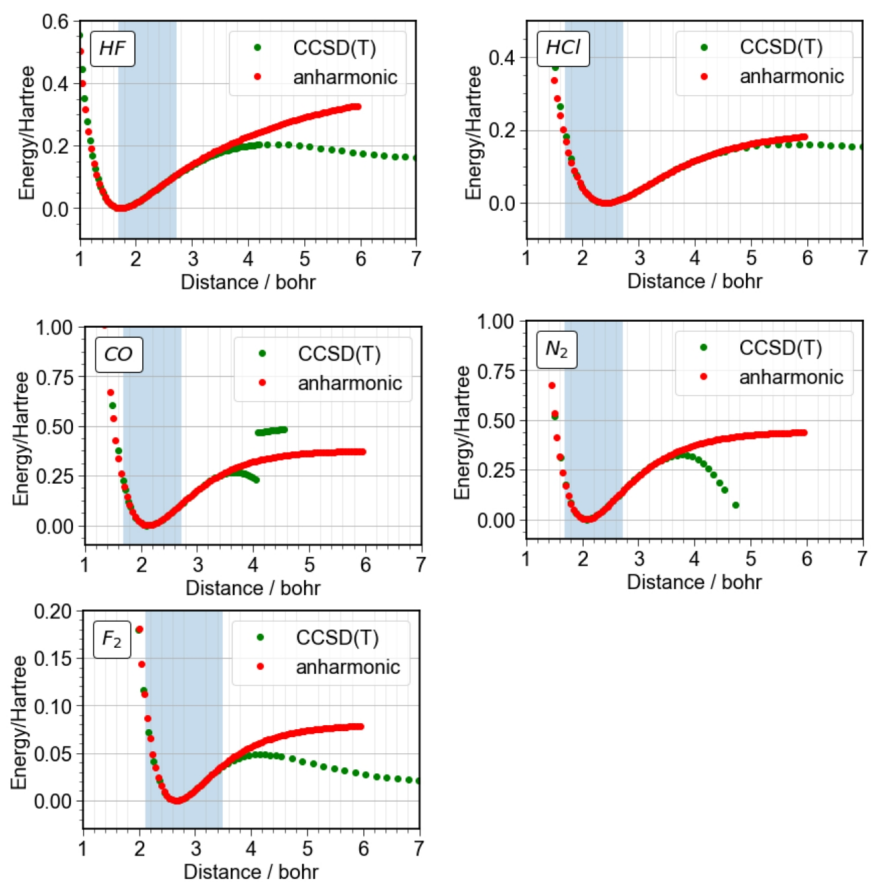 HF
CCSD(T)
anharmonic
Energy/Hartree
0.6
0.4
0.2
0.0
1 2 3 4 5 6 7
Distance / bohr
HCl
CCSD(T)
anharmonic
Energy/Hartree
0.4
0.2
0.0
1 2 3 4 5 6 7
Distance / bohr
CO
CCSD(T)
anharmonic
Energy/Hartree
1.00
0.75
0.50
0.25
0.00
1 2 3 4 5 6 7
Distance / bohr
N₂
CCSD(T)
anharmonic
Energy/Hartree
1.00
0.75
0.50
0.25
0.00
1 2 3 4 5 6 7
Distance / bohr
F₂
CCSD(T)
anharmonic
Energy/Hartree
0.20
0.15
0.10
0.05
0.00
1 2 3 4 5 6 7
Distance / bohr